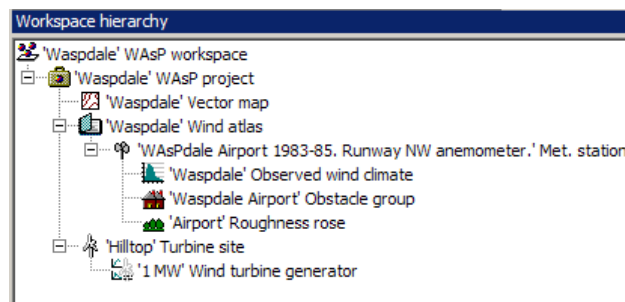 Workspace hierarchy
'Waspdale' WAsP workspace
'Waspdale' WAsP project
'Waspdale' Vector map
'Waspdale' Wind atlas
'WAsPdale Airport 1983-85. Runway NW anemometer.' Met. station
'Waspdale' Observed wind climate
'Waspdale Airport' Obstacle group
'Airport' Roughness rose
'Hilltop' Turbine site
'1 MW' Wind turbine generator